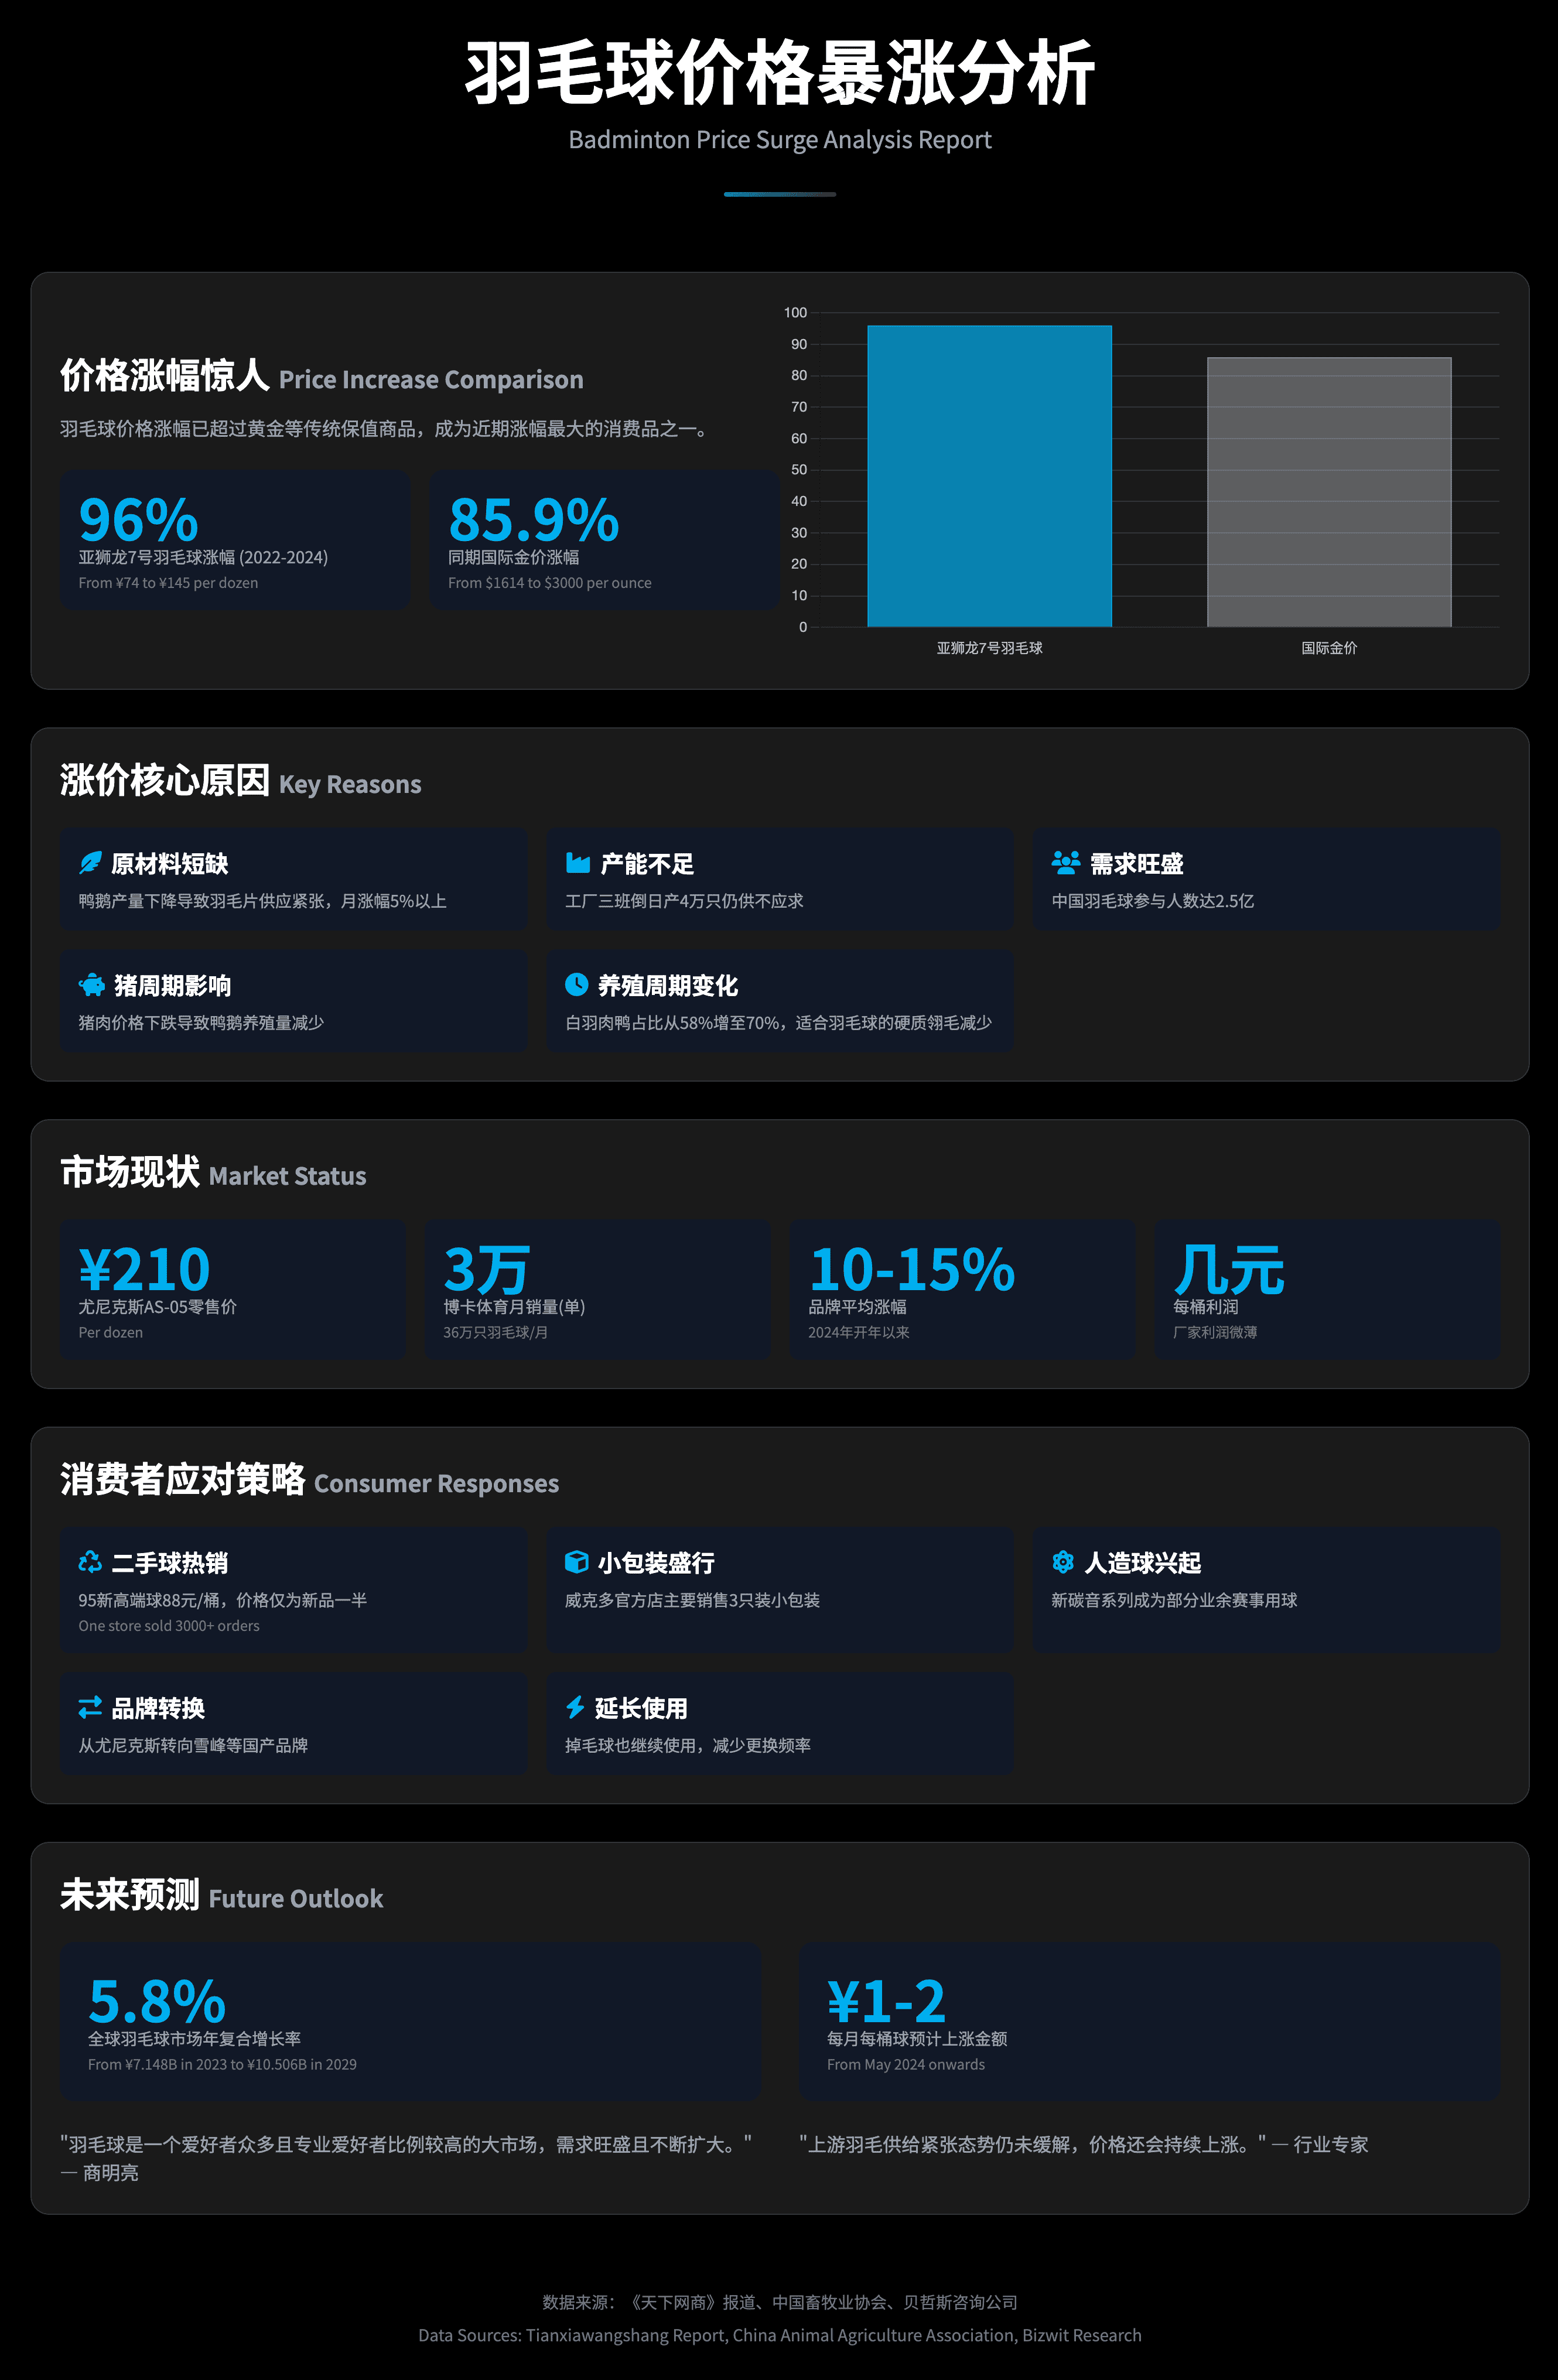 羽毛球价格暴涨分析
Badminton Price Surge Analysis Report
价格涨幅惊人 Price Increase Comparison
羽毛球价格涨幅已超过黄金等传统保值商品，成为近期涨幅最大的消费品之一。
96%
亚狮龙7号羽毛球涨幅 (2022-2024)
From ¥74 to ¥145 per dozen
85.9%
同期国际金价涨幅
From $1614 to $3000 per ounce
100
90
80
70
60
50
40
30
20
10
0
亚狮龙7号羽毛球
国际金价
涨价核心原因 Key Reasons
原材料短缺
鸭鹅产量下降导致羽毛片供应紧张，月涨幅5%以上
产能不足
工厂三班倒日产4万只仍供不应求
需求旺盛
中国羽毛球参与人数达2.5亿
猪周期影响
猪肉价格下跌导致鸭鹅养殖量减少
养殖周期变化
白羽肉鸭占比从58%增至70%，适合羽毛球的硬质翎毛减少
市场现状 Market Status
¥210
尤尼克斯AS-05零售价
Per dozen
3万
博卡体育月销量(单)
36万只羽毛球/月
10-15%
品牌平均涨幅
2024年开年以来
几元
每桶利润
厂家利润微薄
消费者应对策略 Consumer Responses
二手球热销
95新高端球88元/桶，价格仅为新品一半
One store sold 3000+ orders
小包装盛行
威克多官方店主要销售3只装小包装
人造球兴起
新碳音系列成为部分业余赛事用球
品牌转换
从尤尼克斯转向雪峰等国产品牌
延长使用
掉毛球也继续使用，减少更换频率
未来预测 Future Outlook
5.8%
全球羽毛球市场年复合增长率
From ¥7.148B in 2023 to ¥10.506B in 2029
¥1-2
每月每桶球预计上涨金额
From May 2024 onwards
"羽毛球是一个爱好者众多且专业爱好者比例较高的大市场，需求旺盛且不断扩大。"
— 商明亮
"上游羽毛供给紧张态势仍未缓解，价格还会持续上涨。" — 行业专家
数据来源：《天下网商》报道、中国畜牧业协会、贝哲斯咨询公司
Data Sources: Tianxiawangshang Report, China Animal Agriculture Association, Bizwit Research